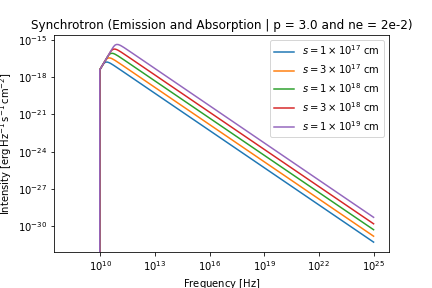 Synchrotron (Emission and Absorption | p = 3.0 and ne = 2e-2)
Intensity [erg Hz⁻¹ s⁻¹ cm⁻²]
10⁻¹⁵
10⁻¹⁸
10⁻²¹
10⁻²⁴
10⁻²⁷
10⁻³⁰
s = 1 × 10¹⁷ cm
s = 3 × 10¹⁷ cm
s = 1 × 10¹⁸ cm
s = 3 × 10¹⁸ cm
s = 1 × 10¹⁹ cm
10¹⁰ 10¹³ 10¹⁶ 10¹⁹ 10²² 10²⁵
Frequency [Hz]